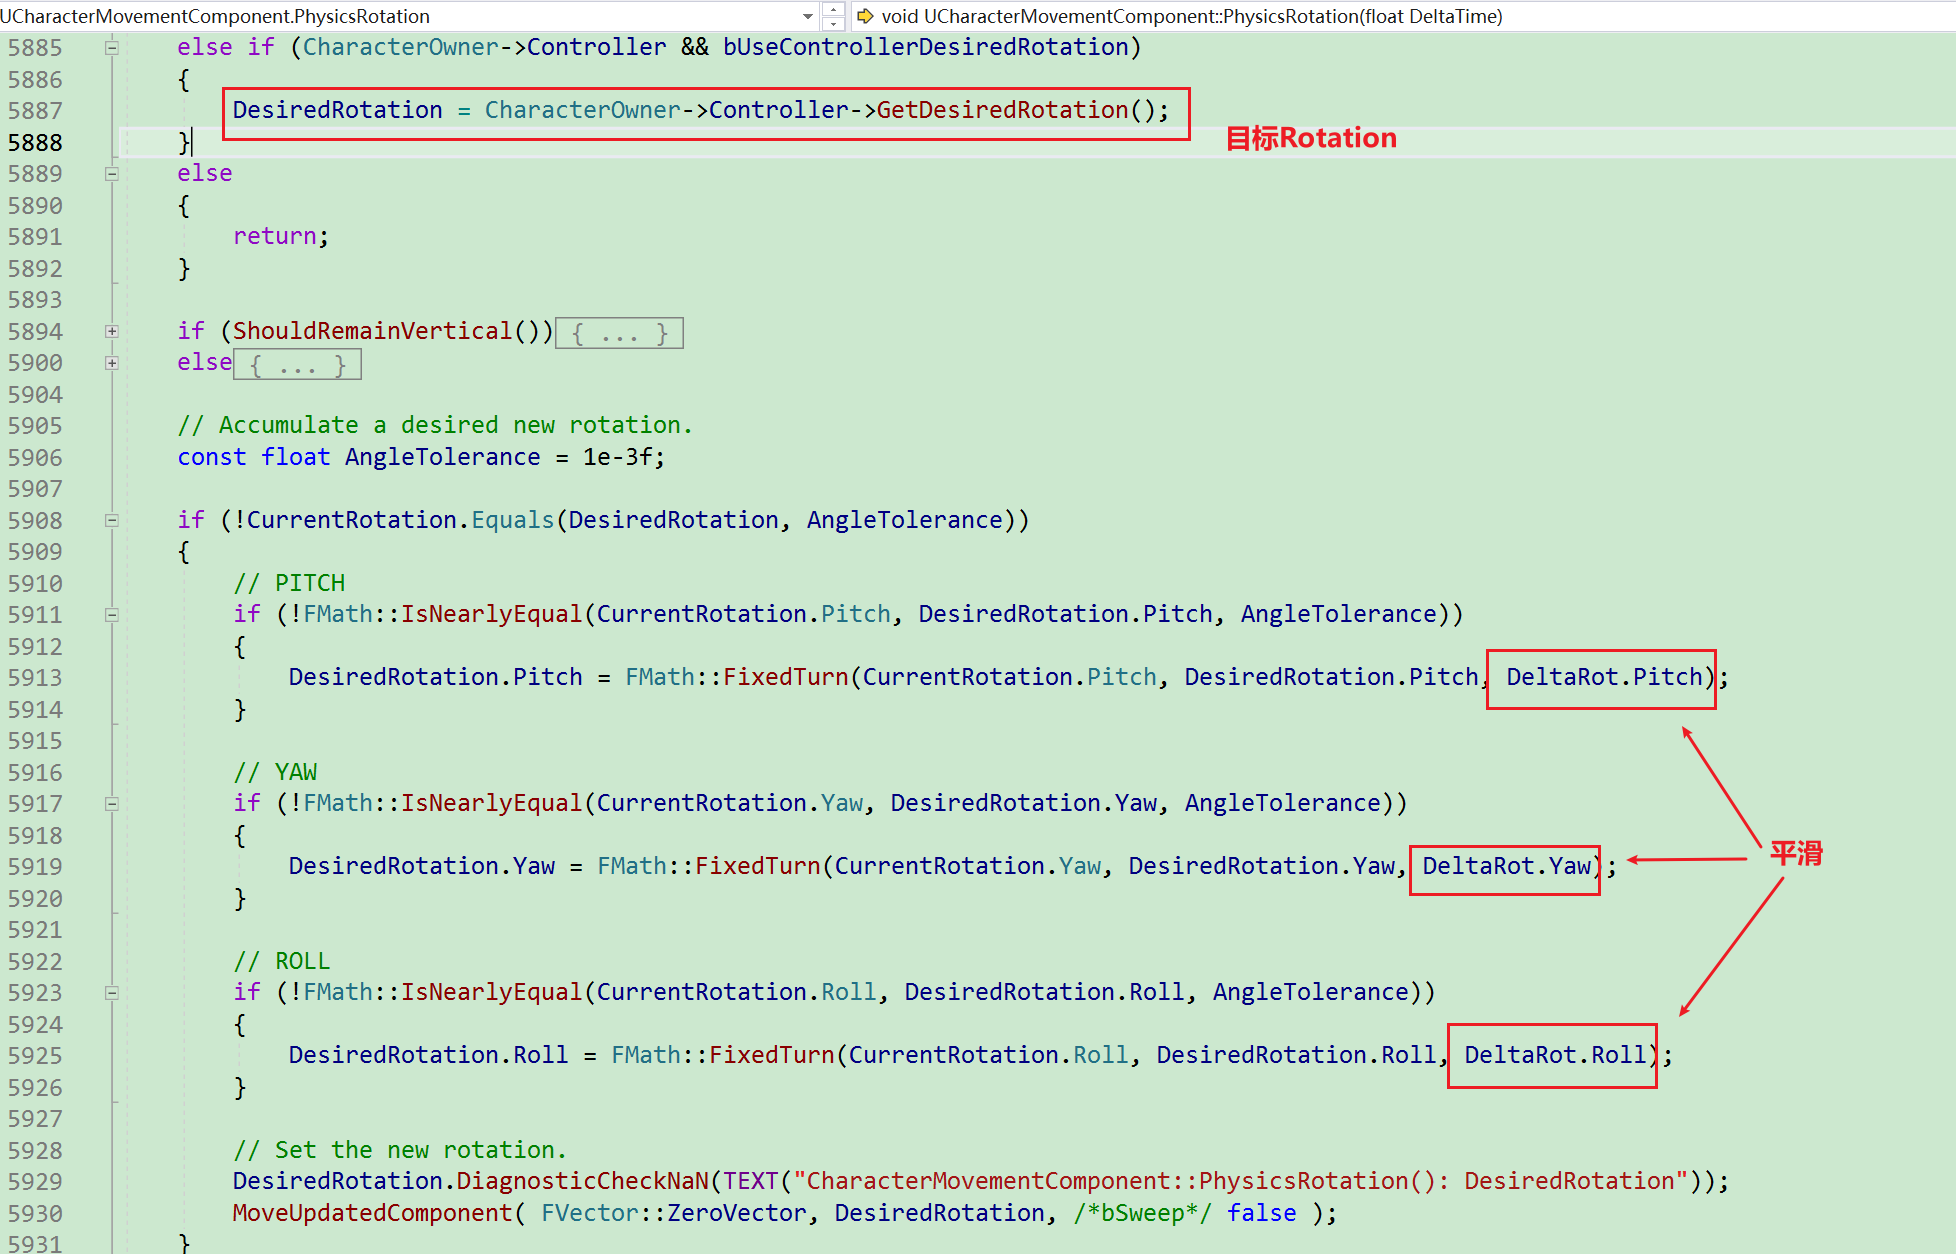 UCharacterMovementComponent.PhysicsRotation
void UCharacterMovementComponent::PhysicsRotation(float DeltaTime)
5885 else if (CharacterOwner->Controller && bUseControllerDesiredRotation)
5886 {
5887 DesiredRotation = CharacterOwner->Controller->GetDesiredRotation();
目标Rotation
5888 }
5889 else
5890 {
5891 return;
5892 }
5893
5894 if (ShouldRemainVertical()){ ... }
5900 else{ ... }
5904
5905 // Accumulate a desired new rotation.
5906 const float AngleTolerance = 1e-3f;
5907
5908 if (!CurrentRotation.Equals(DesiredRotation, AngleTolerance))
5909 {
5910 // PITCH
5911 if (!FMath::IsNearlyEqual(CurrentRotation.Pitch, DesiredRotation.Pitch, AngleTolerance))
5912 {
5913 DesiredRotation.Pitch = FMath::FixedTurn(CurrentRotation.Pitch, DesiredRotation.Pitch, DeltaRot.Pitch);
5914 }
5915
5916 // YAW
5917 if (!FMath::IsNearlyEqual(CurrentRotation.Yaw, DesiredRotation.Yaw, AngleTolerance))
5918 {
平滑
5919 DesiredRotation.Yaw = FMath::FixedTurn(CurrentRotation.Yaw, DesiredRotation.Yaw, DeltaRot.Yaw);
5920 }
5921
5922 // ROLL
5923 if (!FMath::IsNearlyEqual(CurrentRotation.Roll, DesiredRotation.Roll, AngleTolerance))
5924 {
5925 DesiredRotation.Roll = FMath::FixedTurn(CurrentRotation.Roll, DesiredRotation.Roll, DeltaRot.Roll);
5926 }
5927
5928 // Set the new rotation.
5929 DesiredRotation.DiagnosticCheckNaN(TEXT("CharacterMovementComponent::PhysicsRotation(): DesiredRotation"));
5930 MoveUpdatedComponent( FVector::ZeroVector, DesiredRotation, /*bSweep*/ false );
5931 }